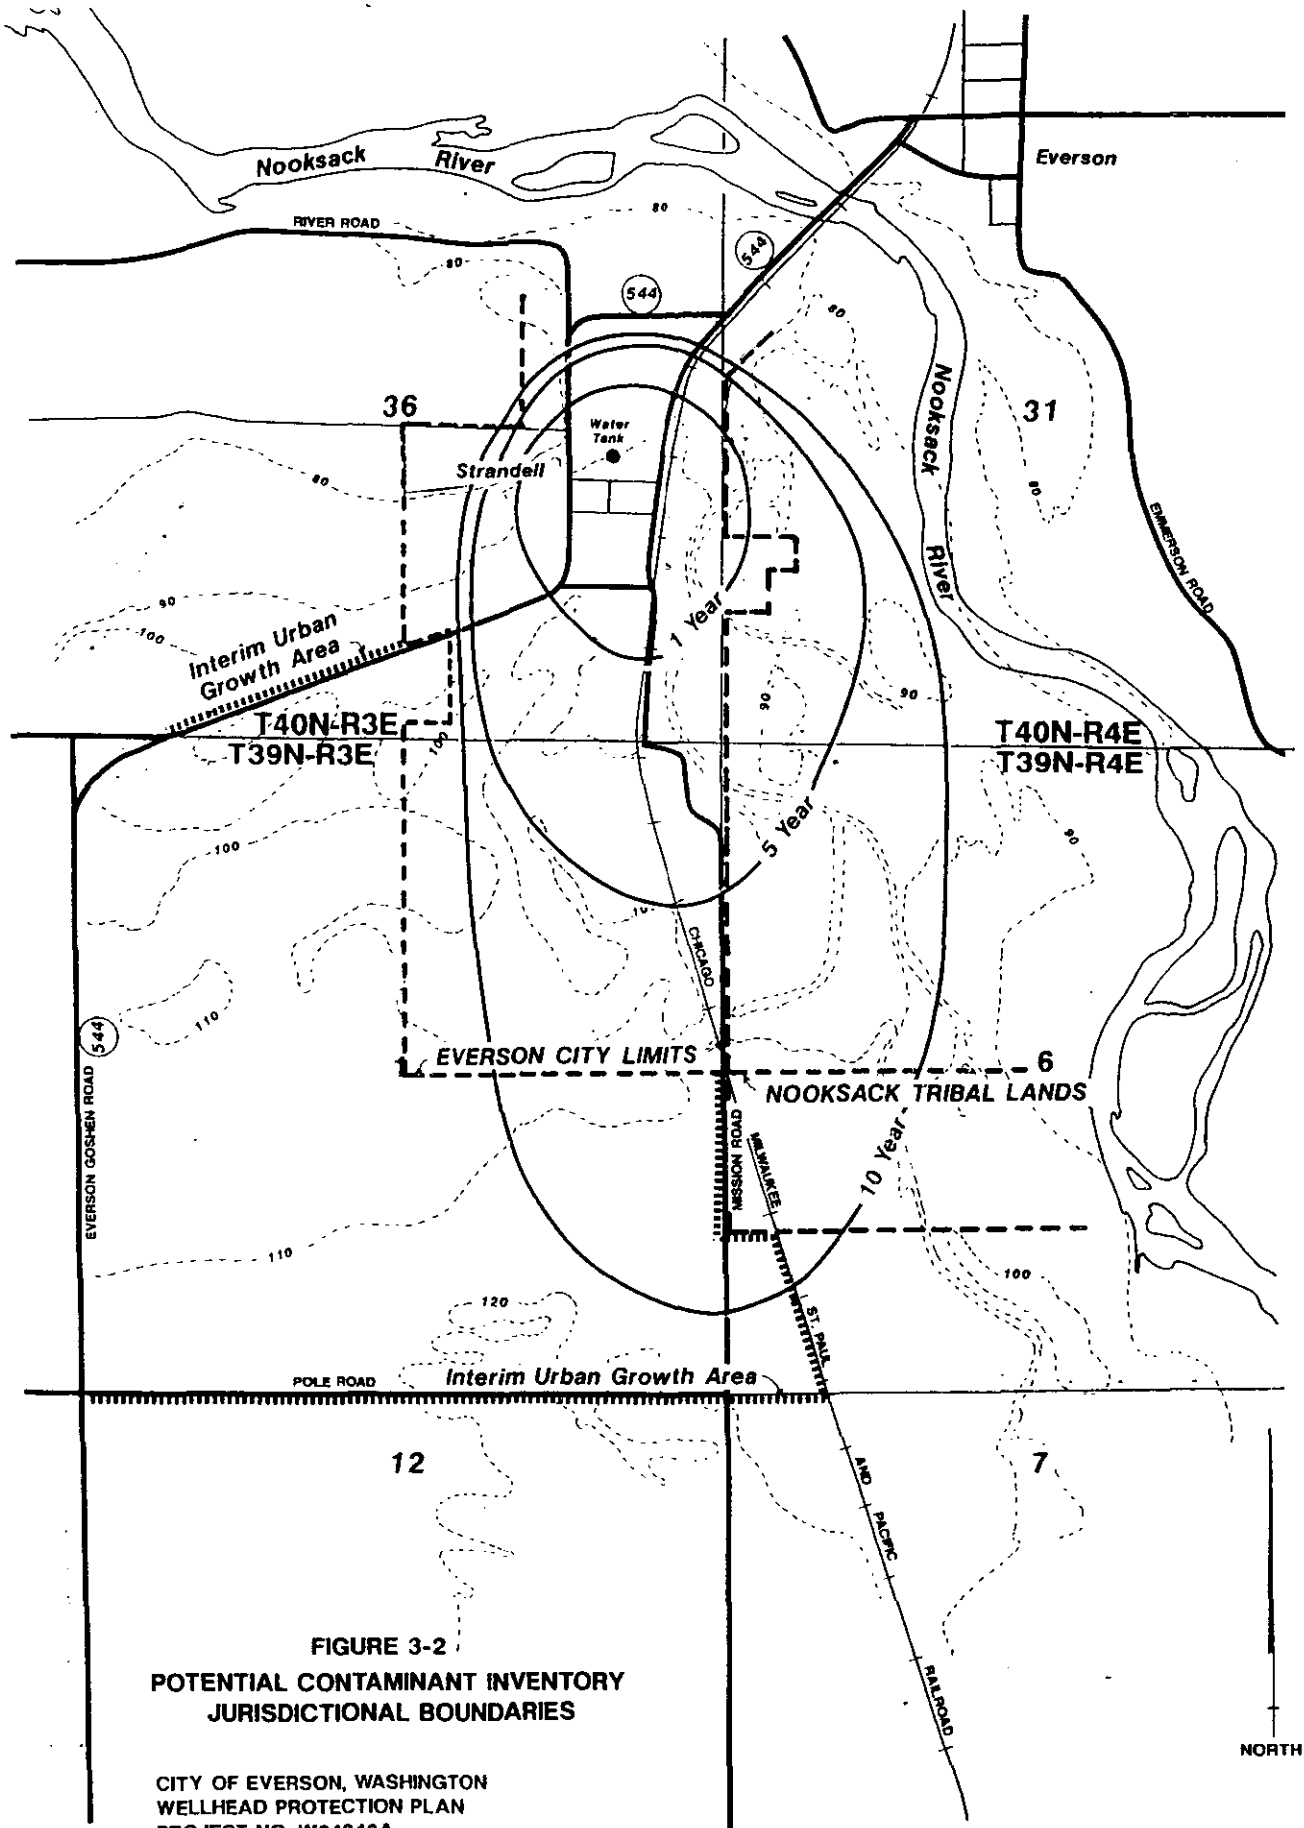 Nooksack River
Everson
RIVER ROAD
80
80
544
544
80
36
Water
Tank
Strandell
80
Nooksack
River
31
80
EMMERSON ROAD
90
100
Interim Urban
Growth Area
1 Year
90
90
T40N-R3E
T39N-R3E
100
T40N-R4E
T39N-R4E
5 Year
90
100
CHICAGO
110
544
EVERSON CITY LIMITS
6
NOOKSACK TRIBAL LANDS
EVERSON GOSHEN ROAD
MISSION ROAD
MILWAUKEE
10 Year
110
100
120
ST. PAUL
POLE ROAD
Interim Urban Growth Area
12
7
AND
PACIFIC
RAILROAD
NORTH
FIGURE 3-2
POTENTIAL CONTAMINANT INVENTORY
JURISDICTIONAL BOUNDARIES
CITY OF EVERSON, WASHINGTON
WELLHEAD PROTECTION PLAN